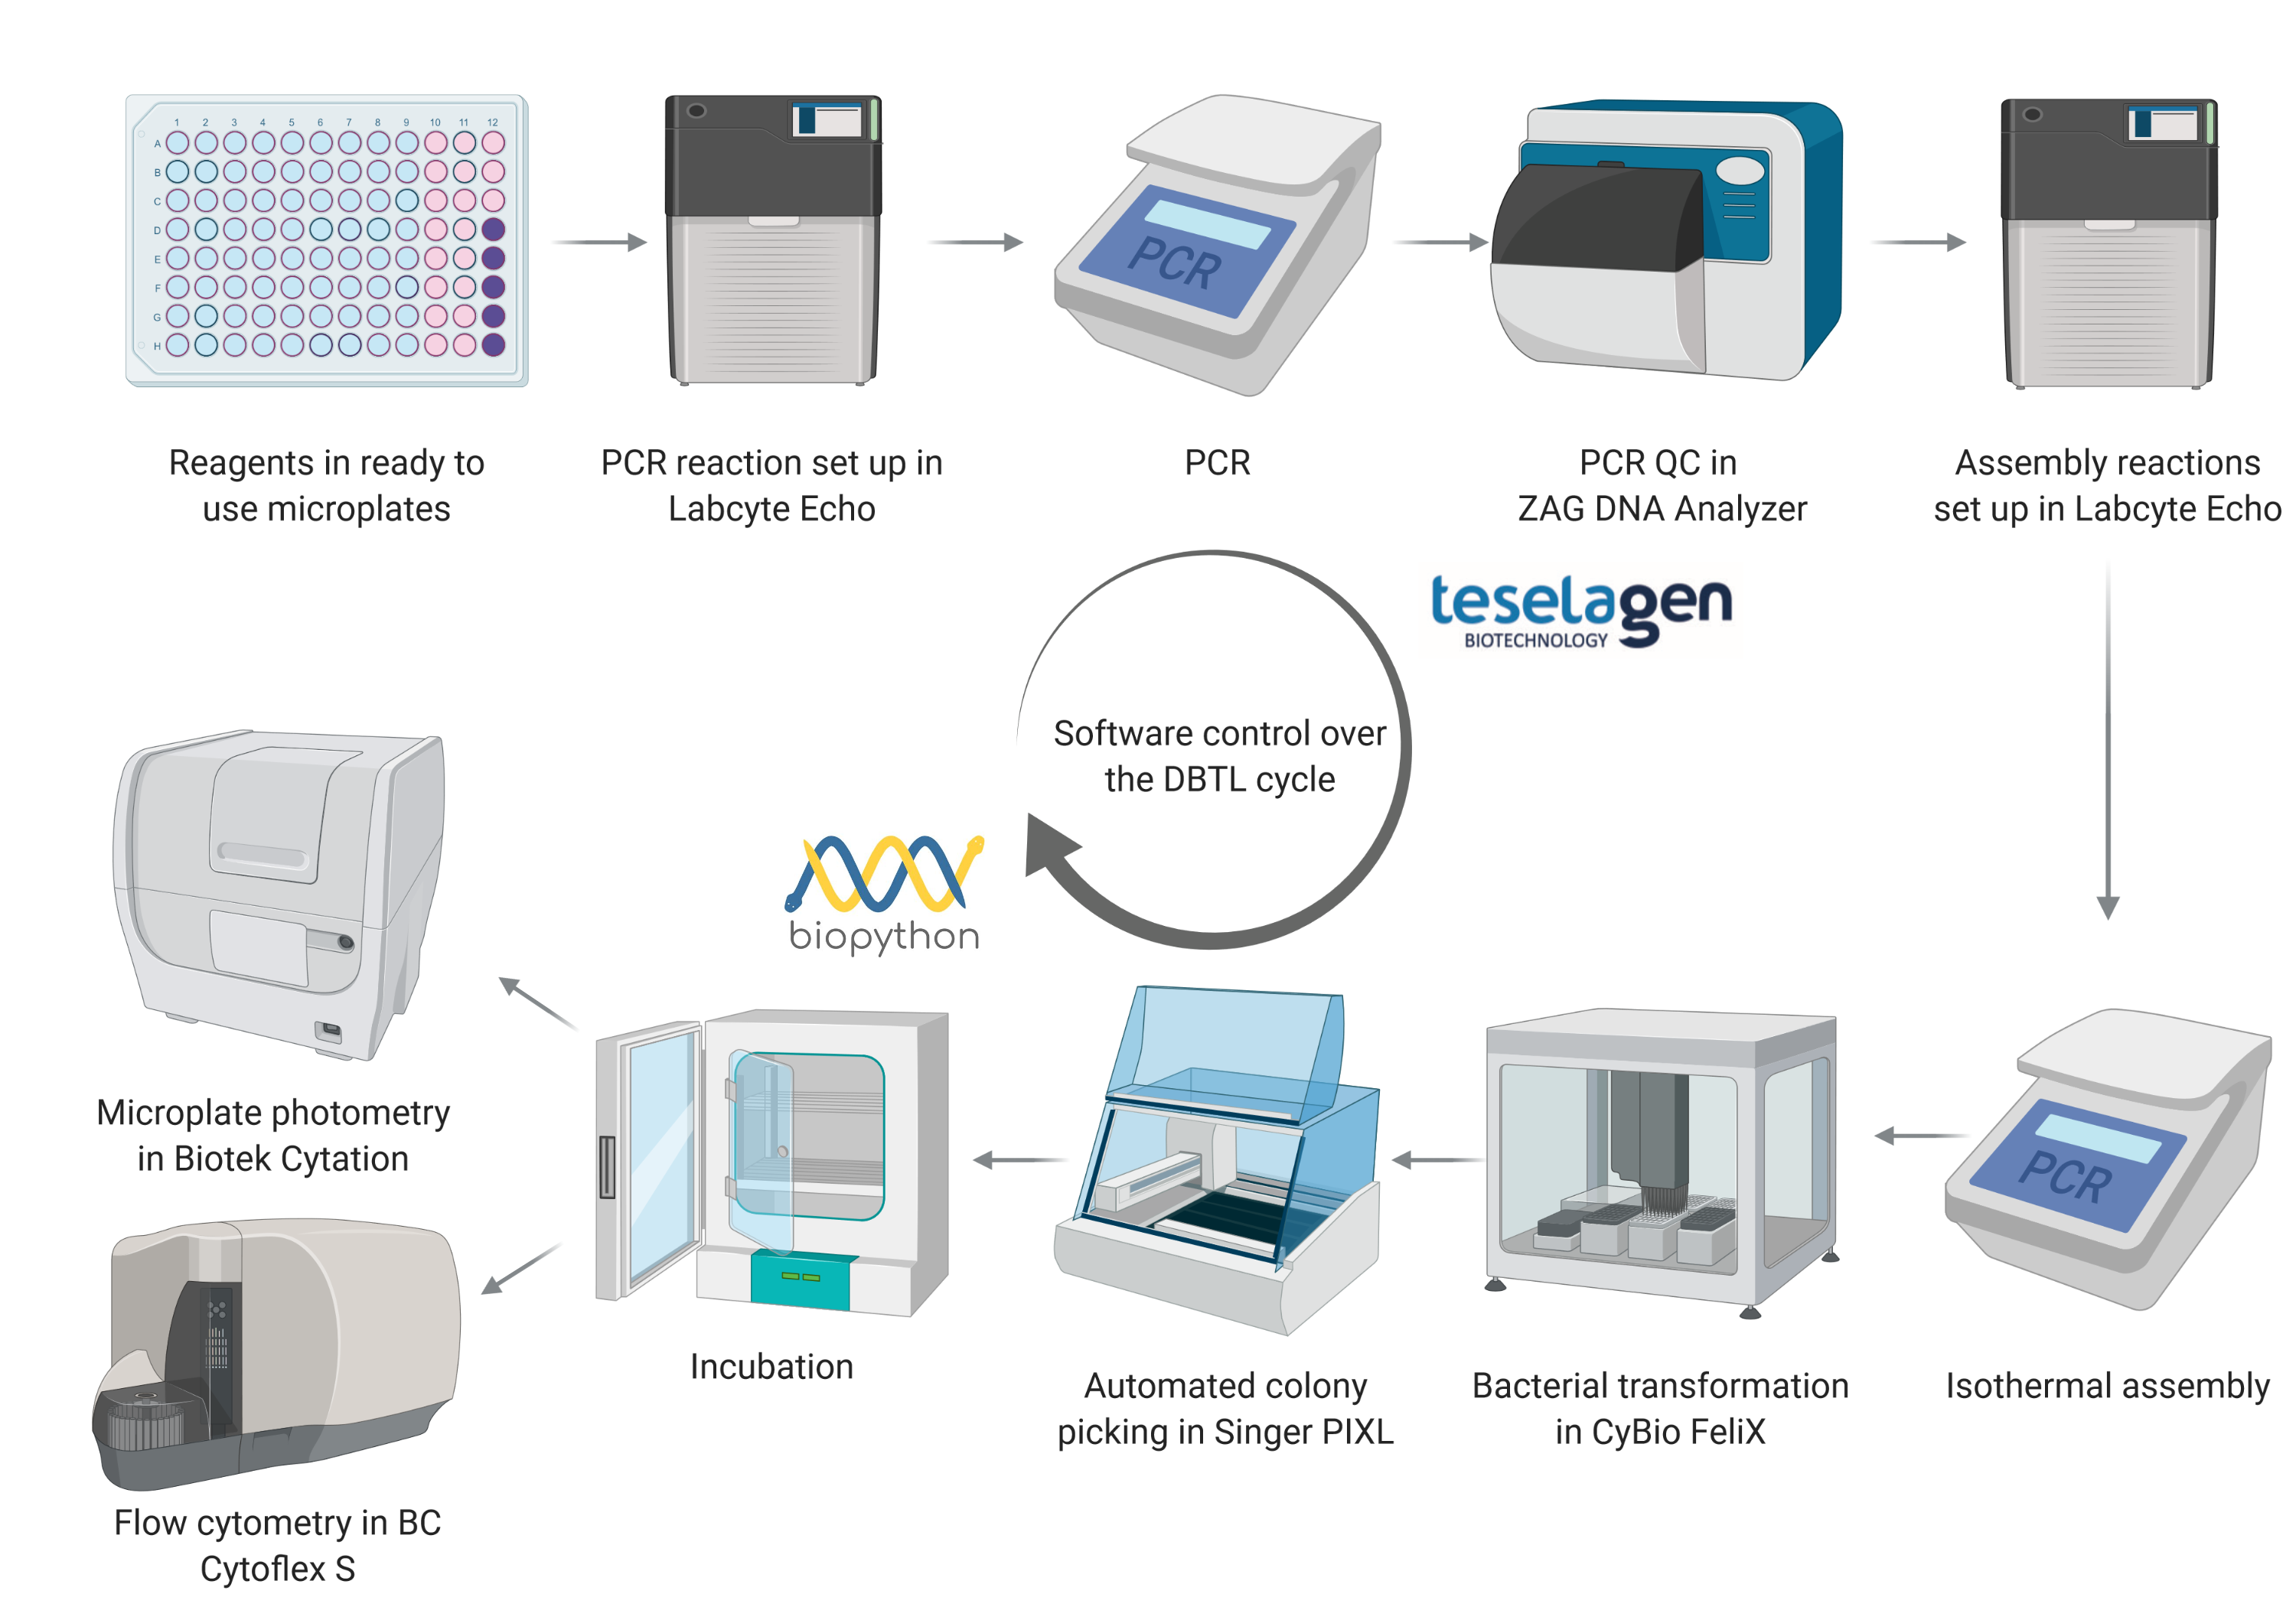 1 2 3 4 5 6 7 8 9 10 11 12
A
B
C
D
E
F
G
H
PCR
Reagents in ready to
use microplates
PCR reaction set up in
Labcyte Echo
PCR
PCR QC in
ZAG DNA Analyzer
Assembly reactions
set up in Labcyte Echo
teselagen
BIOTECHNOLOGY
Software control over
the DBTL cycle
biopython
Microplate photometry
in Biotek Cytation
Flow cytometry in BC
Cytoflex S
Incubation
Automated colony
picking in Singer PIXL
Bacterial transformation
in CyBio FeliX
PCR
Isothermal assembly